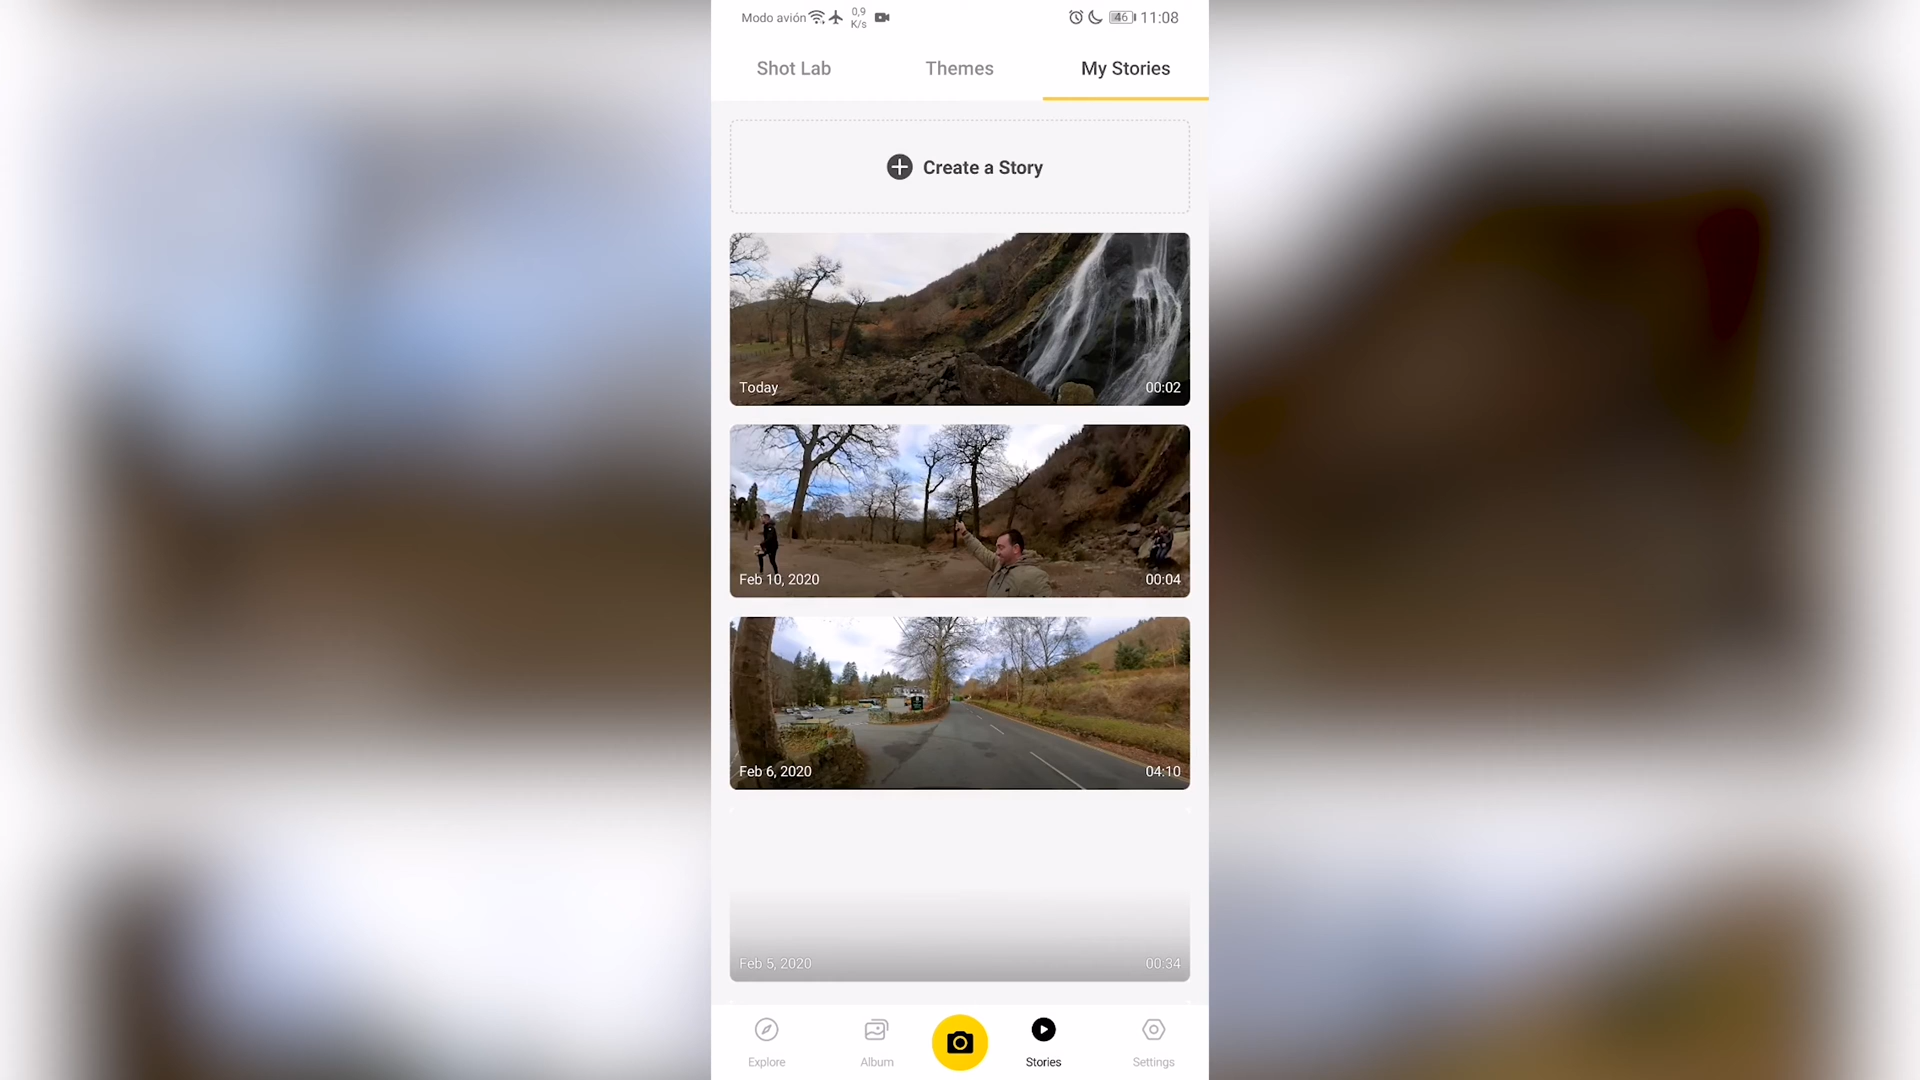 Modo avión 0,9 K/s 46 11:08
Shot Lab Themes My Stories
Create a Story
Today 00:02
Feb 10, 2020 00:04
Feb 6, 2020 04:10
Feb 5, 2020 00:34
Explore Album Stories Settings